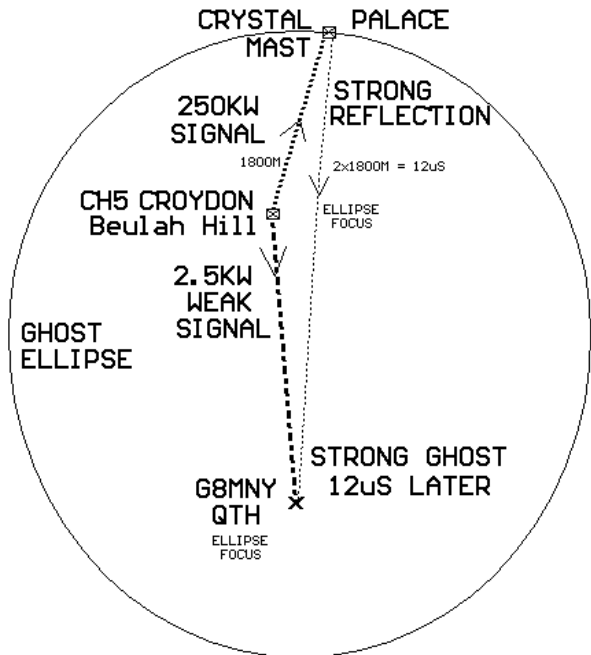 CRYSTAL PALACE
MAST
STRONG
REFLECTION
250KW
SIGNAL
1800M
2x1800M = 12uS
CH5 CROYDON
Beulah Hill
ELLIPSE
FOCUS
2.5KW
WEAK
SIGNAL
GHOST
ELLIPSE
STRONG GHOST
12uS LATER
G8MNY
QTH
ELLIPSE
FOCUS